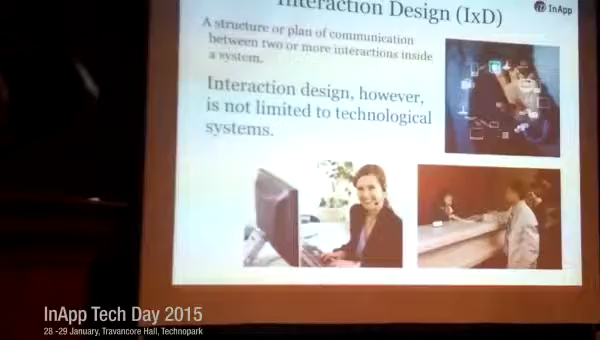 Interaction Design (IxD)
InApp
A structure or plan of communication
between two or more interactions inside
a system.
Interaction design, however,
is not limited to technological
systems.
InApp Tech Day 2015
28 -29 January, Travancore Hall, Technopark